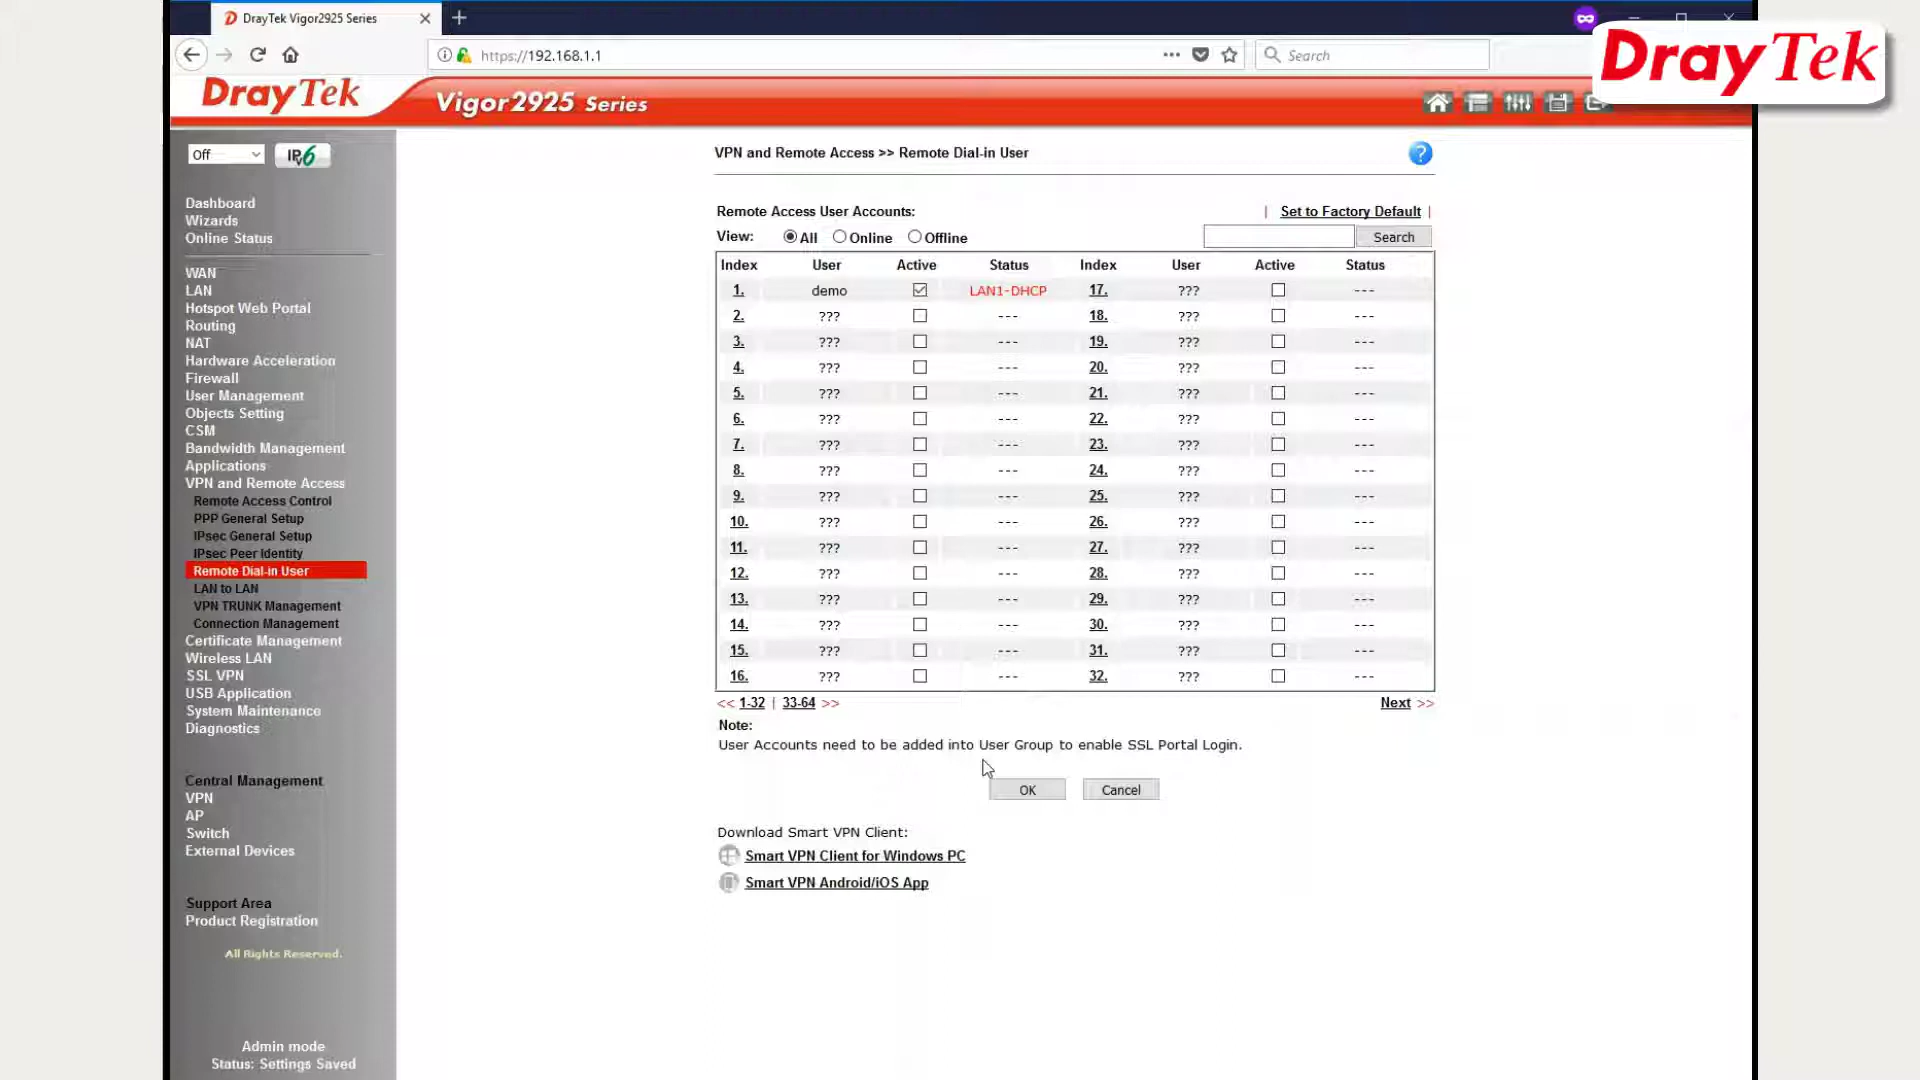 DrayTek Vigor2925 Series
https://192.168.1.1
Search
DrayTek
DrayTek
Vigor2925 Series
Off
IPv6
Dashboard
Wizards
Online Status
WAN
LAN
Hotspot Web Portal
Routing
NAT
Hardware Acceleration
Firewall
User Management
Objects Setting
CSM
Bandwidth Management
Applications
VPN and Remote Access
Remote Access Control
PPP General Setup
IPsec General Setup
IPsec Peer Identity
Remote Dial-in User
LAN to LAN
VPN TRUNK Management
Connection Management
Certificate Management
Wireless LAN
SSL VPN
USB Application
System Maintenance
Diagnostics
Central Management
VPN
AP
Switch
External Devices
Support Area
Product Registration
All Rights Reserved.
Admin mode
Status: Settings Saved
VPN and Remote Access >> Remote Dial-in User
?
Remote Access User Accounts: | Set to Factory Default |
View: All Online Offline Search
Index User Active Status Index User Active Status
1. demo LAN1-DHCP 17. ??? ---
2. ??? --- 18. ??? ---
3. ??? --- 19. ??? ---
4. ??? --- 20. ??? ---
5. ??? --- 21. ??? ---
6. ??? --- 22. ??? ---
7. ??? --- 23. ??? ---
8. ??? --- 24. ??? ---
9. ??? --- 25. ??? ---
10. ??? --- 26. ??? ---
11. ??? --- 27. ??? ---
12. ??? --- 28. ??? ---
13. ??? --- 29. ??? ---
14. ??? --- 30. ??? ---
15. ??? --- 31. ??? ---
16. ??? --- 32. ??? ---
<< 1-32 | 33-64 >> Next >>
Note:
User Accounts need to be added into User Group to enable SSL Portal Login.
OK Cancel
Download Smart VPN Client:
Smart VPN Client for Windows PC
Smart VPN Android/iOS App